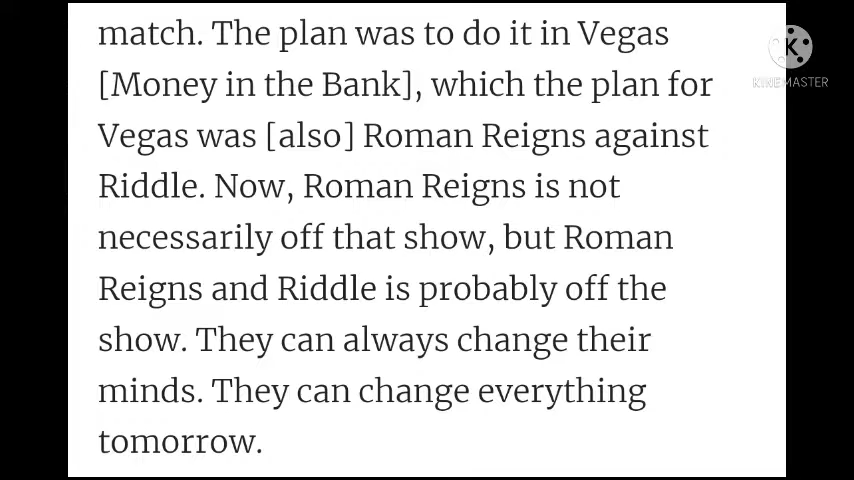 match. The plan was to do it in Vegas
[Money in the Bank], which the plan for
Vegas was [also] Roman Reigns against
Riddle. Now, Roman Reigns is not
necessarily off that show, but Roman
Reigns and Riddle is probably off the
show. They can always change their
minds. They can change everything
tomorrow.
K
KINEMASTER